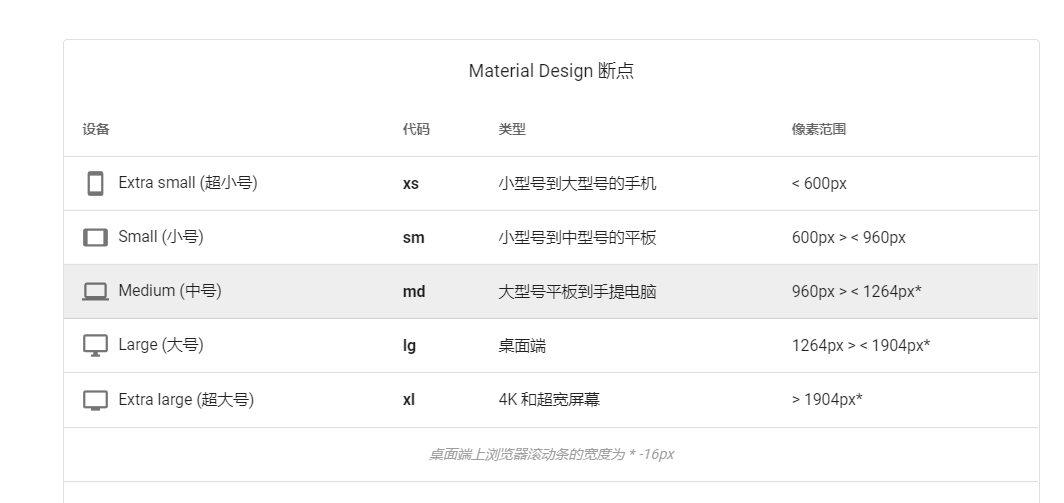 Material Design 断点
设备 代码 类型 像素范围
Extra small (超小号) xs 小型号到大型号的手机 < 600px
Small (小号) sm 小型号到中型号的平板 600px > < 960px
Medium (中号) md 大型号平板到手提电脑 960px > < 1264px*
Large (大号) lg 桌面端 1264px > < 1904px*
Extra large (超大号) xl 4K 和超宽屏幕 > 1904px*
桌面端上浏览器滚动条的宽度为 * -16px